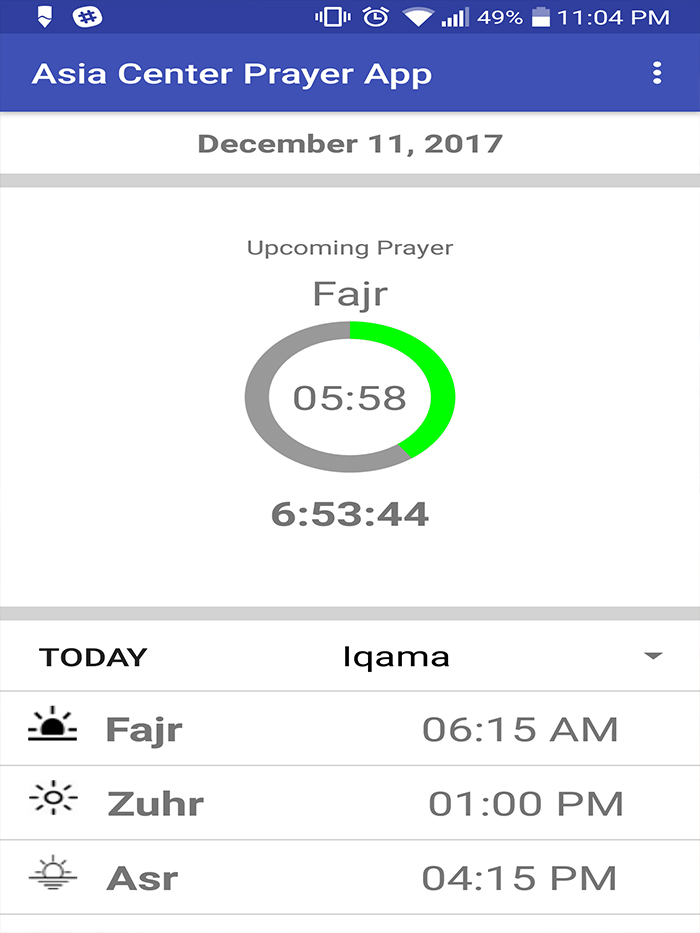 49% 11:04 PM
Asia Center Prayer App
December 11, 2017
Upcoming Prayer
Fajr
05:58
6:53:44
TODAY Iqama
Fajr 06:15 AM
Zuhr 01:00 PM
Asr 04:15 PM